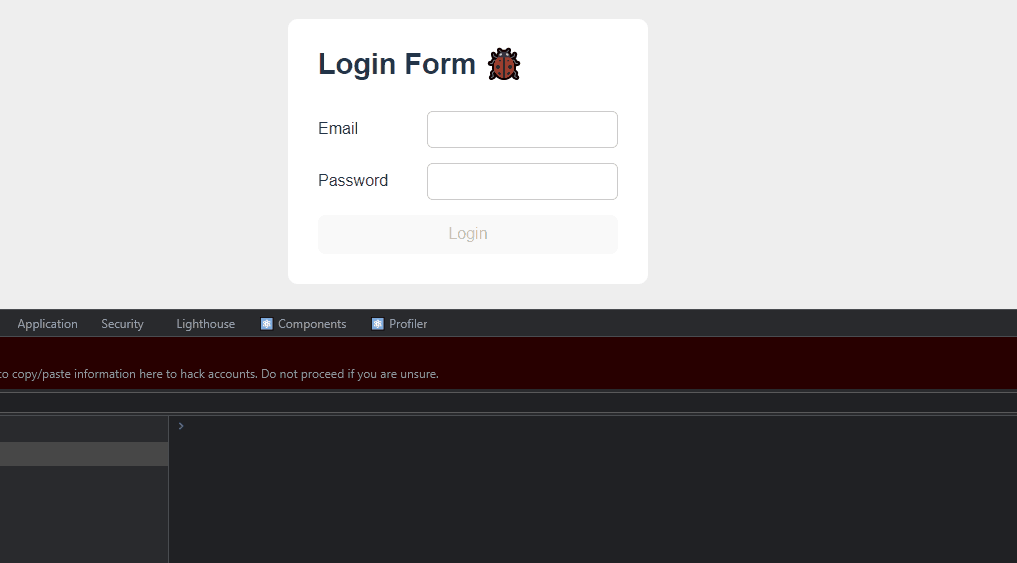 Login Form
Email
Password
Login
Application Security Lighthouse Components Profiler
to copy/paste information here to hack accounts. Do not proceed if you are unsure.